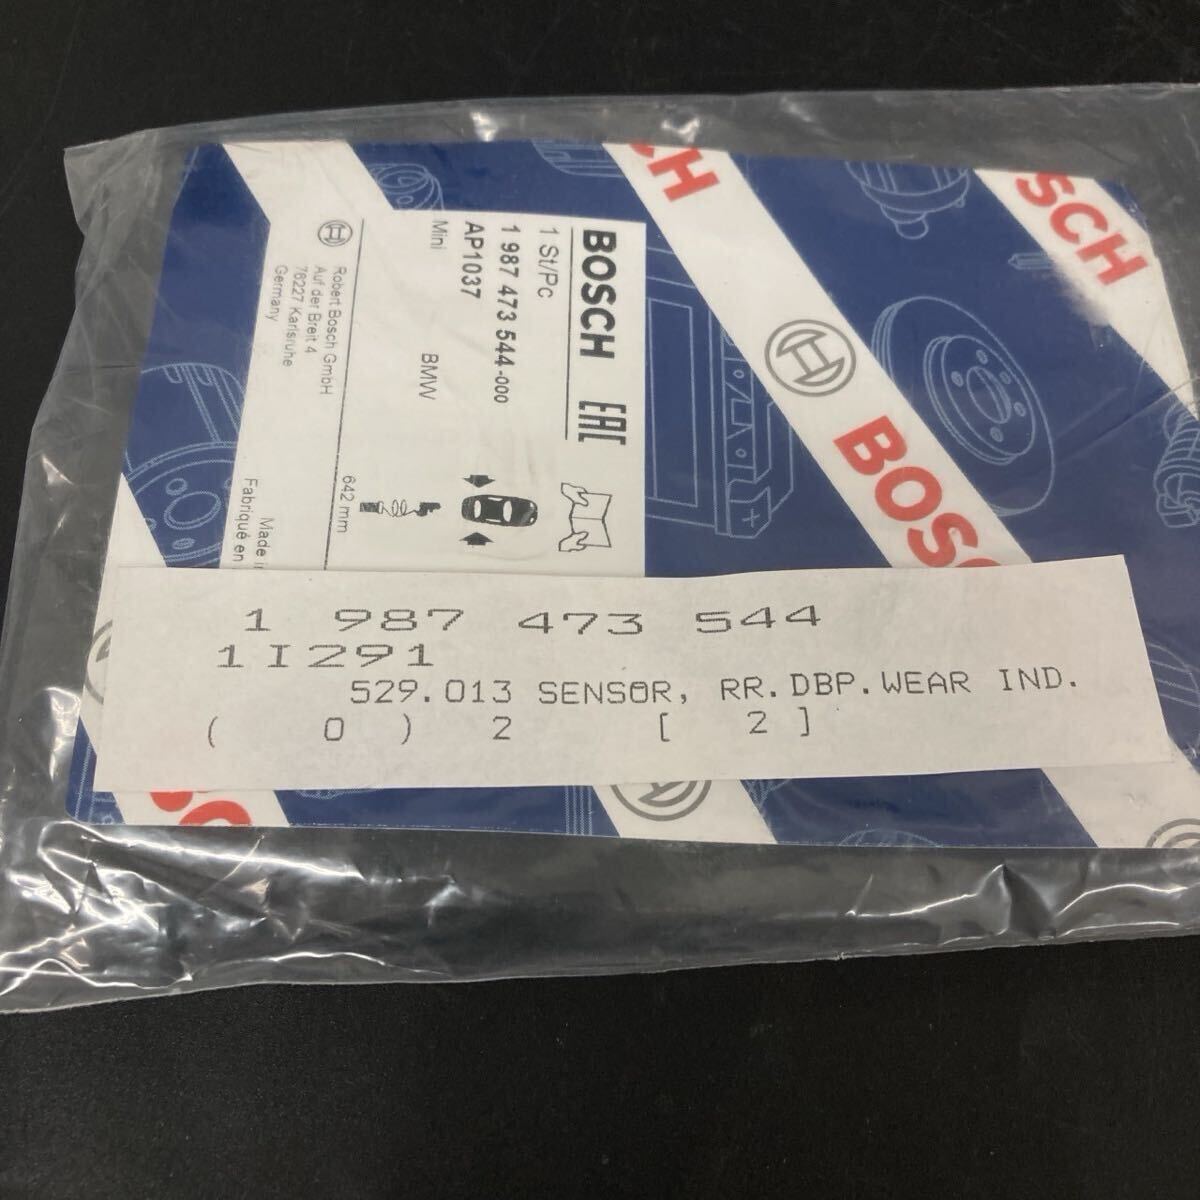 BOSCH
EAC
1 St/Pc
1 987 473 544-000
AP1037
Mini
BMW
642 mm
Robert Bosch GmbH
Auf der Breit 4
76227 Karlsruhe
Germany
Made in
Fabriqué en
SCH
BOSC
1 987 473 544
1I291
529.013 SENSOR, RR.DBP.WEAR IND.
( 0 ) 2 [ 2 ]